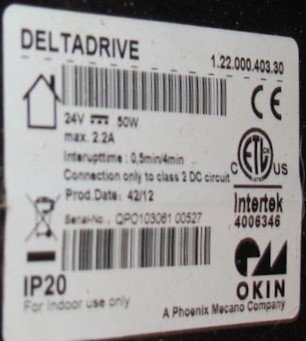 DELTADRIVE
1.22.000.403.30
24V 50W
max. 2.2A
Interupttime: 0,5min/4min
Connection only to class 2 DC circuit
Prod.Date: 42/12
Serial-No.: QPO103061 00527
CE
C ETL US
Intertek
4006346
IP20
For indoor use only
OKIN
A Phoenix Mecano Company